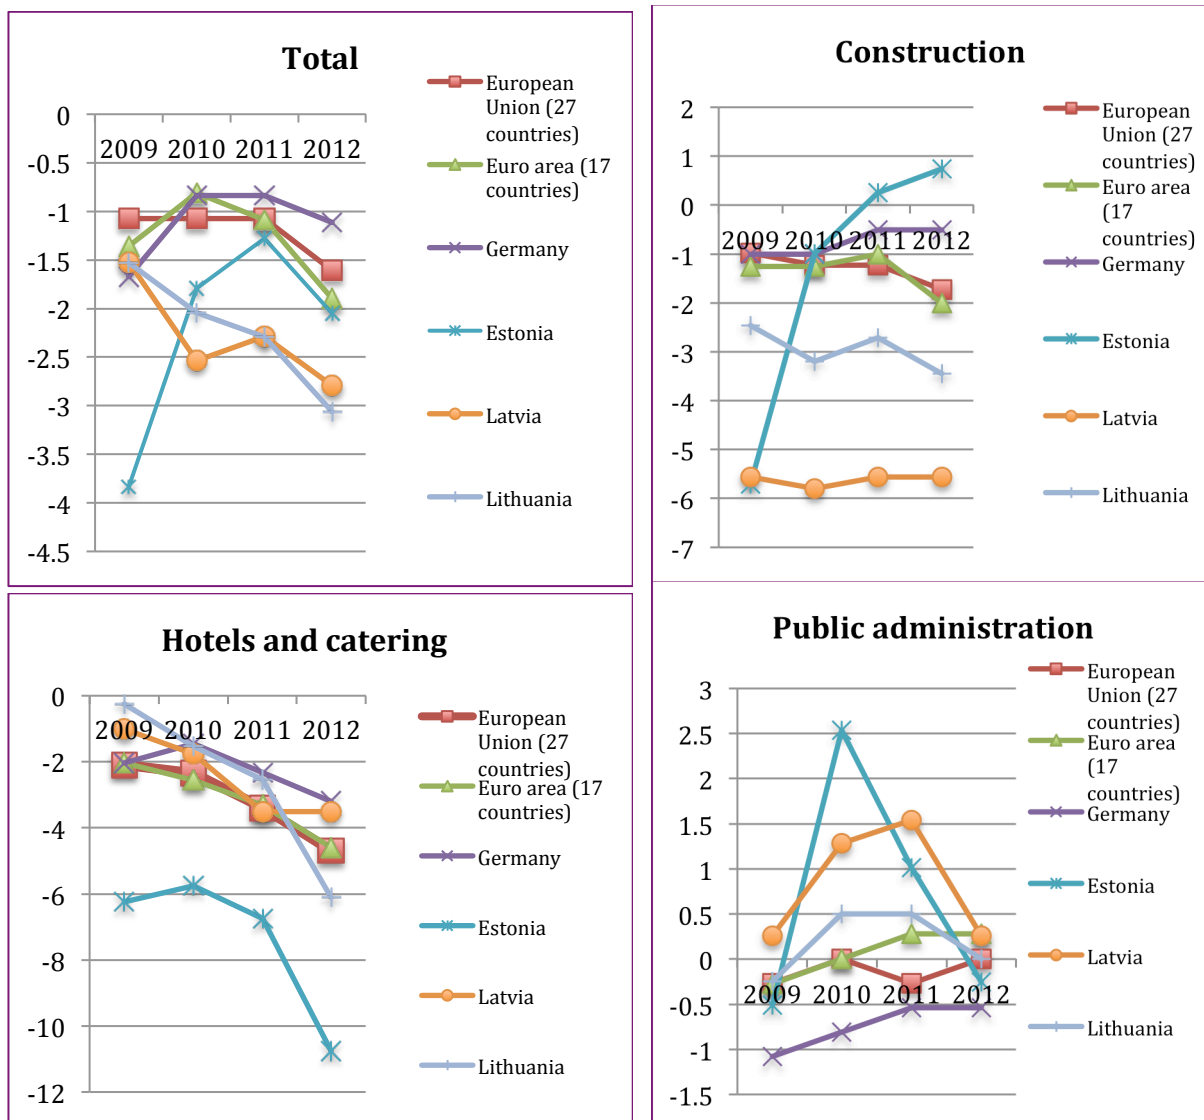 Total
European
Union (27
countries)
Euro area (17
countries)
Germany
Estonia
Latvia
Lithuania
0
-0.5
-1
-1.5
-2
-2.5
-3
-3.5
-4
-4.5
2009 2010 2011 2012
Construction
European
Union (27
countries)
Euro area
(17
countries)
Germany
Estonia
Latvia
Lithuania
2
1
0
-1
-2
-3
-4
-5
-6
-7
2009 2010 2011 2012
Hotels and catering
European
Union (27
countries)
Euro area (17
countries)
Germany
Estonia
Latvia
Lithuania
0
-2
-4
-6
-8
-10
-12
2009 2010 2011 2012
Public administration
European
Union (27
countries)
Euro area
(17
countries)
Germany
Estonia
Latvia
Lithuania
3
2.5
2
1.5
1
0.5
0
-0.5
-1
-1.5
2009 2010 2011 2012